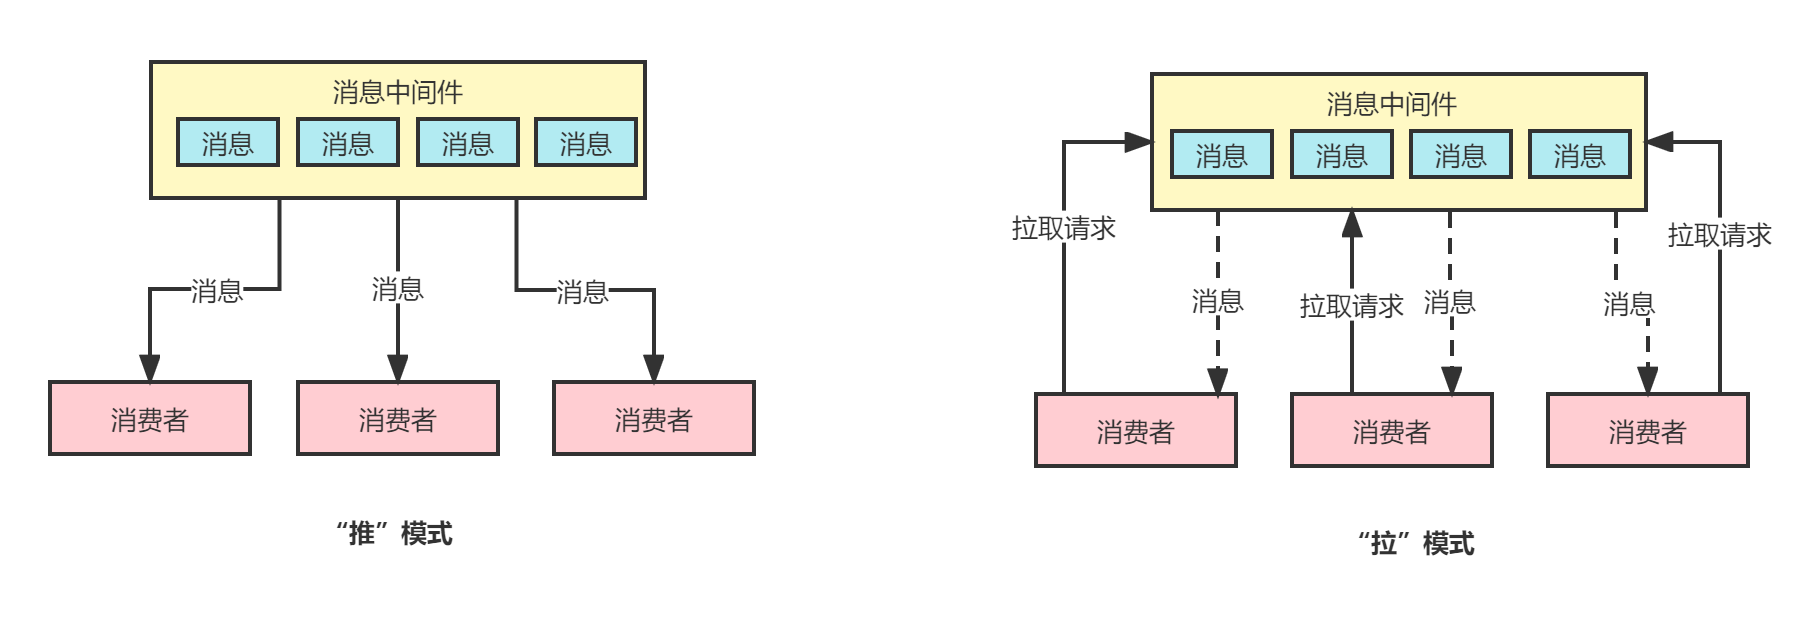 消息中间件
消息 消息 消息 消息
消息 消息 消息
消费者 消费者 消费者
“推”模式
消息中间件
消息 消息 消息 消息
拉取请求 拉取请求
消息 拉取请求 消息 消息
消费者 消费者 消费者
“拉”模式